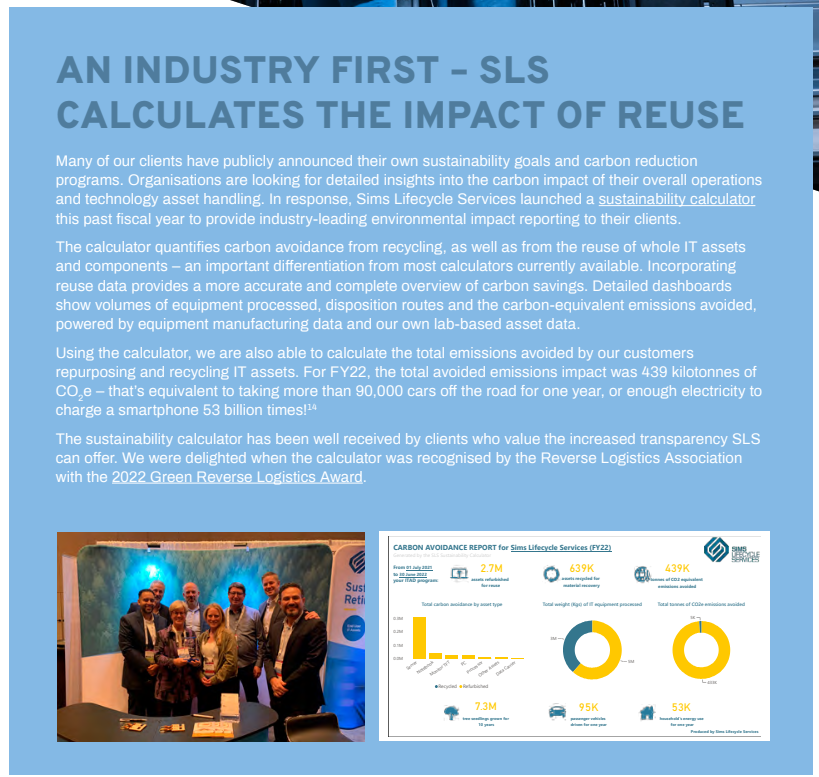 AN INDUSTRY FIRST – SLS
CALCULATES THE IMPACT OF REUSE
Many of our clients have publicly announced their own sustainability goals and carbon reduction
programs. Organisations are looking for detailed insights into the carbon impact of their overall operations
and technology asset handling. In response, Sims Lifecycle Services launched a sustainability calculator
this past fiscal year to provide industry-leading environmental impact reporting to their clients.
The calculator quantifies carbon avoidance from recycling, as well as from the reuse of whole IT assets
and components – an important differentiation from most calculators currently available. Incorporating
reuse data provides a more accurate and complete overview of carbon savings. Detailed dashboards
show volumes of equipment processed, disposition routes and the carbon-equivalent emissions avoided,
powered by equipment manufacturing data and our own lab-based asset data.
Using the calculator, we are also able to calculate the total emissions avoided by our customers
repurposing and recycling IT assets. For FY22, the total avoided emissions impact was 439 kilotonnes of
CO₂e – that’s equivalent to taking more than 90,000 cars off the road for one year, or enough electricity to
charge a smartphone 53 billion times!¹⁴
The sustainability calculator has been well received by clients who value the increased transparency SLS
can offer. We were delighted when the calculator was recognised by the Reverse Logistics Association
with the 2022 Green Reverse Logistics Award.
CARBON AVOIDANCE REPORT for Sims Lifecycle Services (FY22)
SIMS
LIFECYCLE
SERVICES
From 01 July 2021
to 30 June 2022
your ITAD program
2.7M
assets refurbished
for reuse
639K
assets recycled for
material recovery
439K
tonnes of CO2 equivalent
emissions avoided
Total carbon avoidance by asset type
0.3M
0.2M
0.1M
0.0M
Server
Notebook
PC
Other assets
Recycled Refurbished
Total weight (Kgs) of IT equipment processed
Total tonnes of CO2e emissions avoided
7.3M
tree seedlings grown for
10 years
95K
passenger vehicles
driven for one year
53K
household's energy use
for one year
Produced by Sims Lifecycle Services